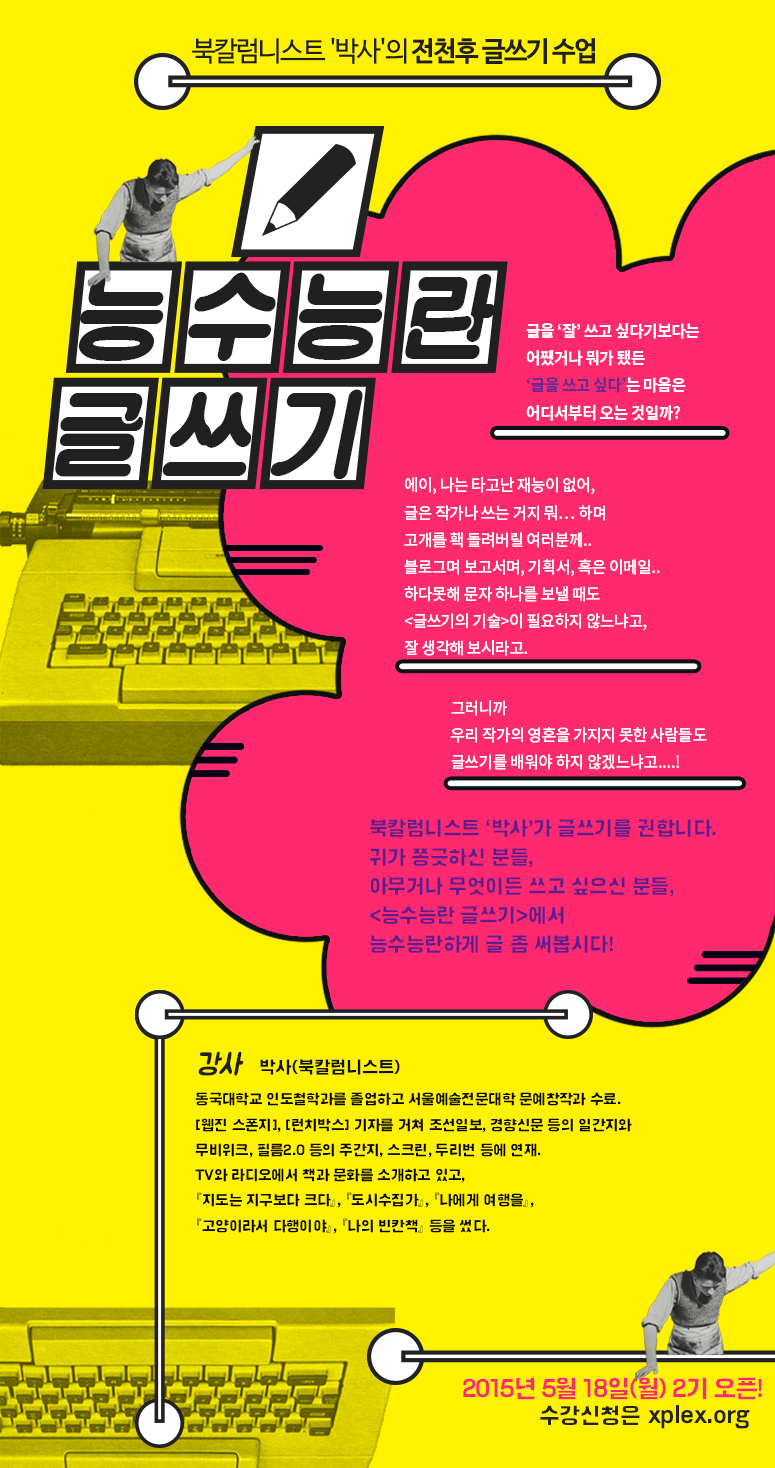 북칼럼니스트 '박사'의 전천후 글쓰기 수업
능수능란
글쓰기
글을 ‘잘’ 쓰고 싶다기보다는
어쨌거나 뭐가 됐든
‘글을 쓰고 싶다’는 마음은
어디서부터 오는 것일까?
에이, 나는 타고난 재능이 없어,
글은 작가나 쓰는 거지 뭐… 하며
고개를 홱 돌려버릴 여러분께..
블로그며 보고서며, 기획서, 혹은 이메일..
하다못해 문자 하나를 보낼 때도
<글쓰기의 기술>이 필요하지 않느냐고,
잘 생각해 보시라고.
그러니까
우리 작가의 영혼을 가지지 못한 사람들도
글쓰기를 배워야 하지 않겠느냐고....!
북칼럼니스트 ‘박사’가 글쓰기를 권합니다.
귀가 쫑긋하신 분들,
아무거나 무엇이든 쓰고 싶으신 분들,
<능수능란 글쓰기>에서
능수능란하게 글 좀 써봅시다!
강사 박사(북칼럼니스트)
동국대학교 인도철학과를 졸업하고 서울예술전문대학 문예창작과 수료.
[웹진 스폰지], [런치박스] 기자를 거쳐 조선일보, 경향신문 등의 일간지와
무비위크, 필름2.0 등의 주간지, 스크린, 두리번 등에 연재.
TV와 라디오에서 책과 문화를 소개하고 있고,
『지도는 지구보다 크다』, 『도시수집가』, 『나에게 여행을』,
『고양이라서 다행이야』, 『나의 빈칸책』 등을 썼다.
2015년 5월 18일(월) 2기 오픈!
수강신청은 xplex.org